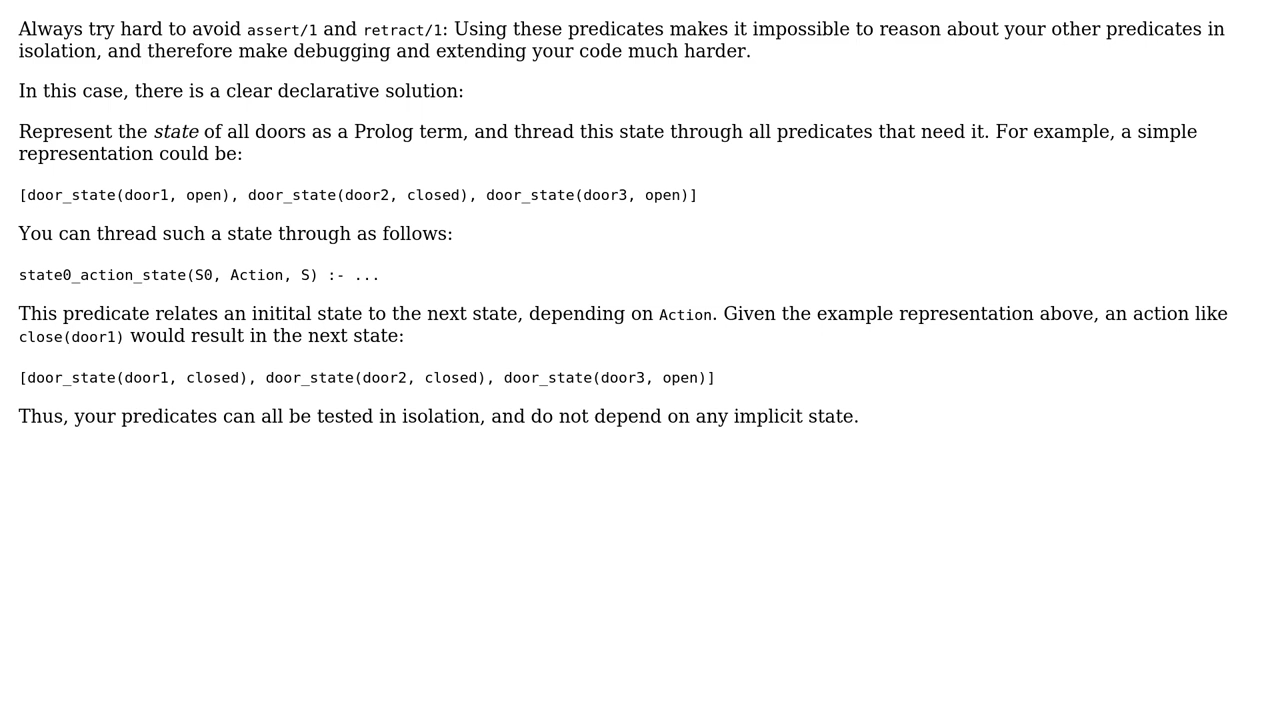 Always try hard to avoid assert/1 and retract/1: Using these predicates makes it impossible to reason about your other predicates in
isolation, and therefore make debugging and extending your code much harder.
In this case, there is a clear declarative solution:
Represent the state of all doors as a Prolog term, and thread this state through all predicates that need it. For example, a simple
representation could be:
[door_state(door1, open), door_state(door2, closed), door_state(door3, open)]
You can thread such a state through as follows:
state0_action_state(S0, Action, S) :- ...
This predicate relates an initital state to the next state, depending on Action. Given the example representation above, an action like
close(door1) would result in the next state:
[door_state(door1, closed), door_state(door2, closed), door_state(door3, open)]
Thus, your predicates can all be tested in isolation, and do not depend on any implicit state.